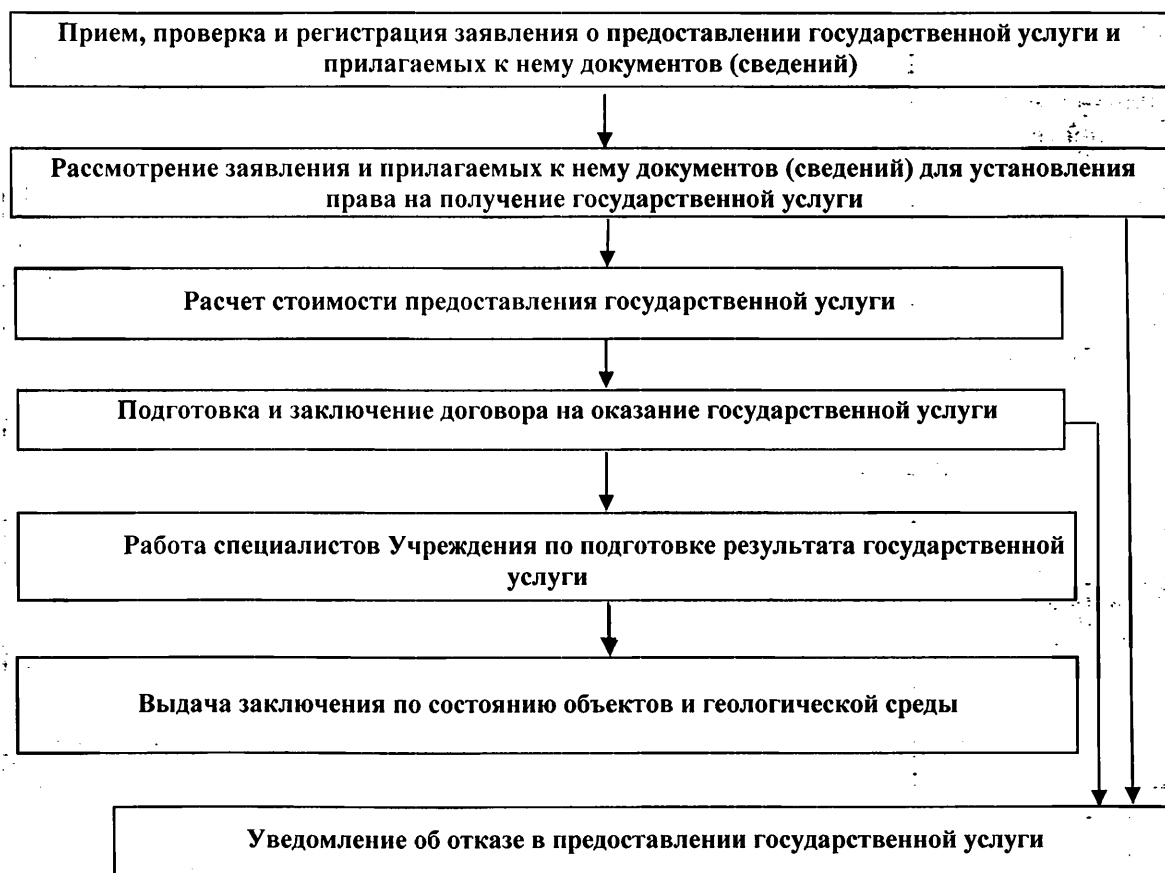 Прием, проверка и регистрация заявления о предоставлении государственной услуги и
прилагаемых к нему документов (сведений)
Рассмотрение заявления и прилагаемых к нему документов (сведений) для установления
права на получение государственной услуги
Расчет стоимости предоставления государственной услуги
Подготовка и заключение договора на оказание государственной услуги
Работа специалистов Учреждения по подготовке результата государственной
услуги
Выдача заключения по состоянию объектов и геологической среды
Уведомление об отказе в предоставлении государственной услуги